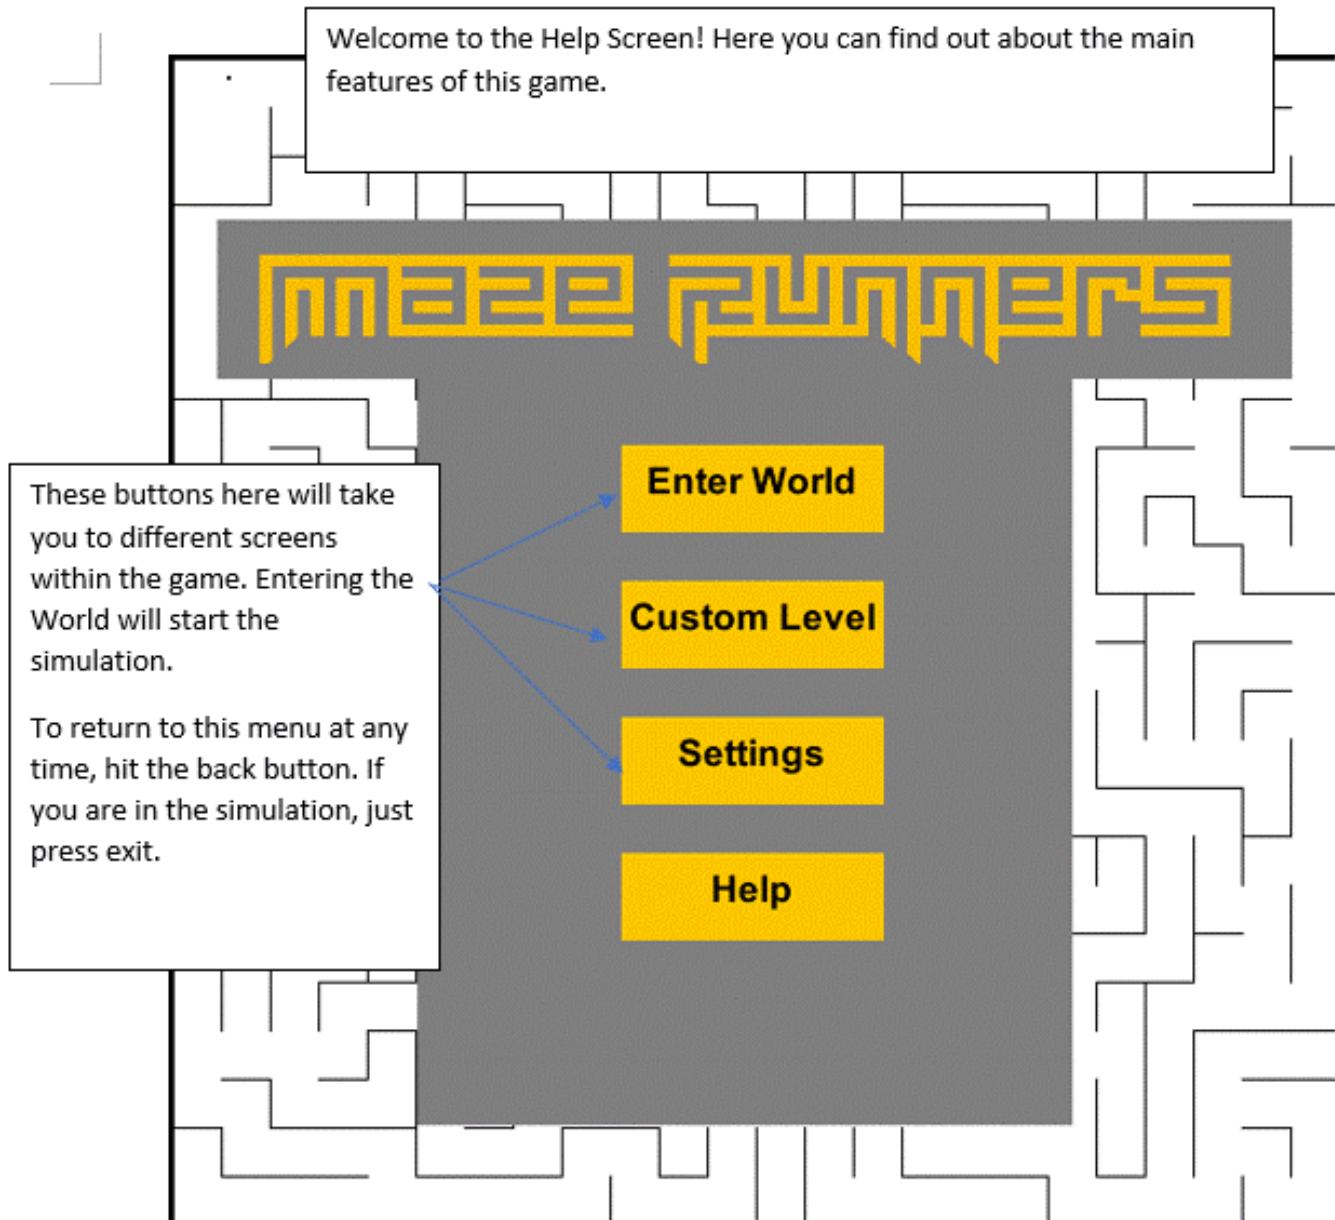 Welcome to the Help Screen! Here you can find out about the main
features of this game.
maze runners
Enter World
Custom Level
Settings
Help
These buttons here will take
you to different screens
within the game. Entering the
World will start the
simulation.
To return to this menu at any
time, hit the back button. If
you are in the simulation, just
press exit.